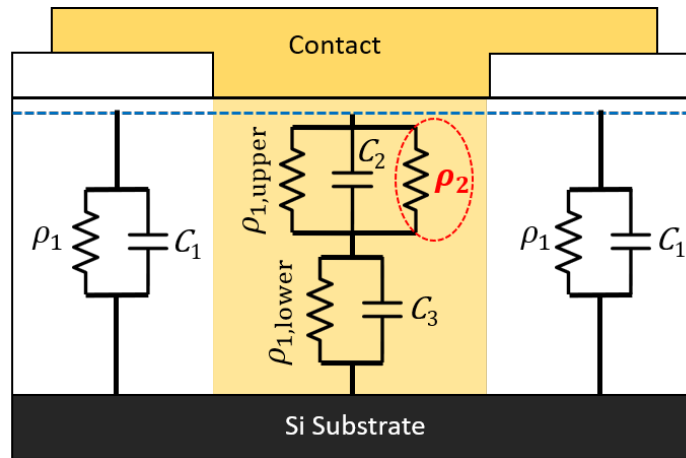 Contact
ρ1,upper
C2
ρ2
ρ1
C1
ρ1,lower
C3
ρ1
C1
Si Substrate